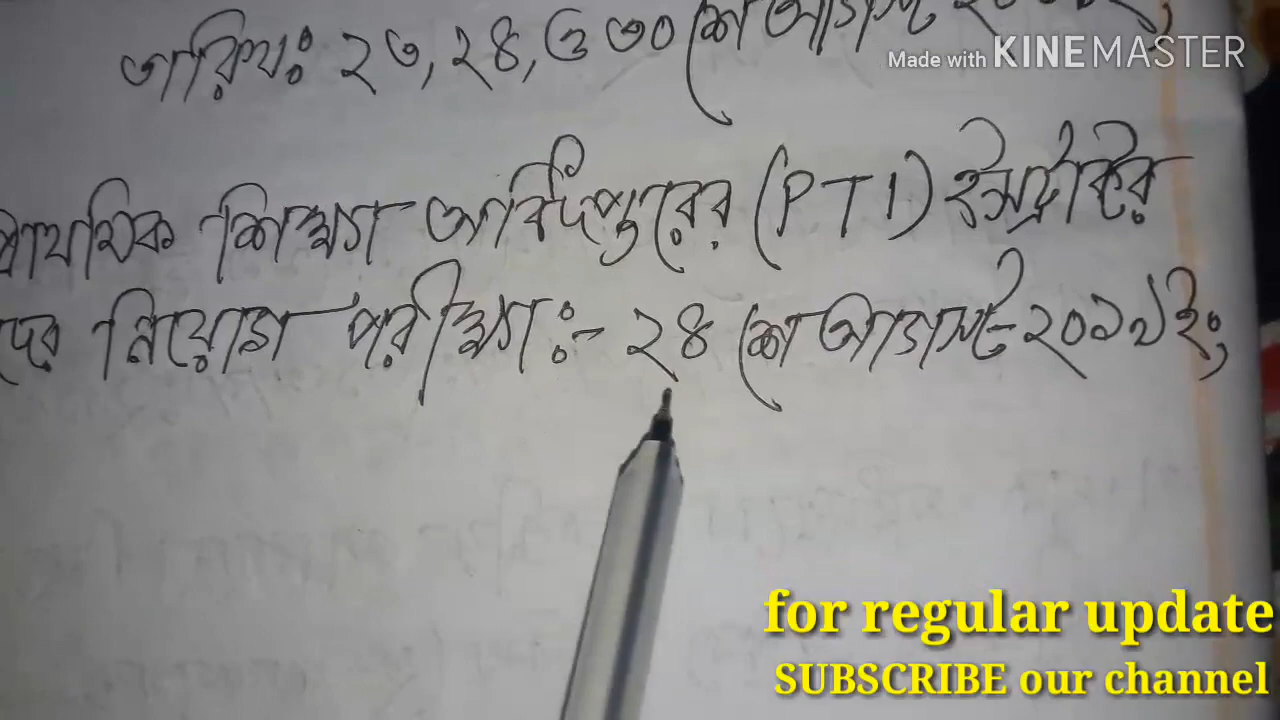 তারিখঃ ২৩, ২৪, ও ৩০ শে আগস্ট
Made with KINEMASTER
প্রাথমিক শিক্ষা অধিদপ্তরের (PTI) ইন্সট্রাক্টর
দের নিয়োগ পরীক্ষাঃ- ২৪ শে আগস্ট-২০১৯ ইং,
for regular update
SUBSCRIBE our channel